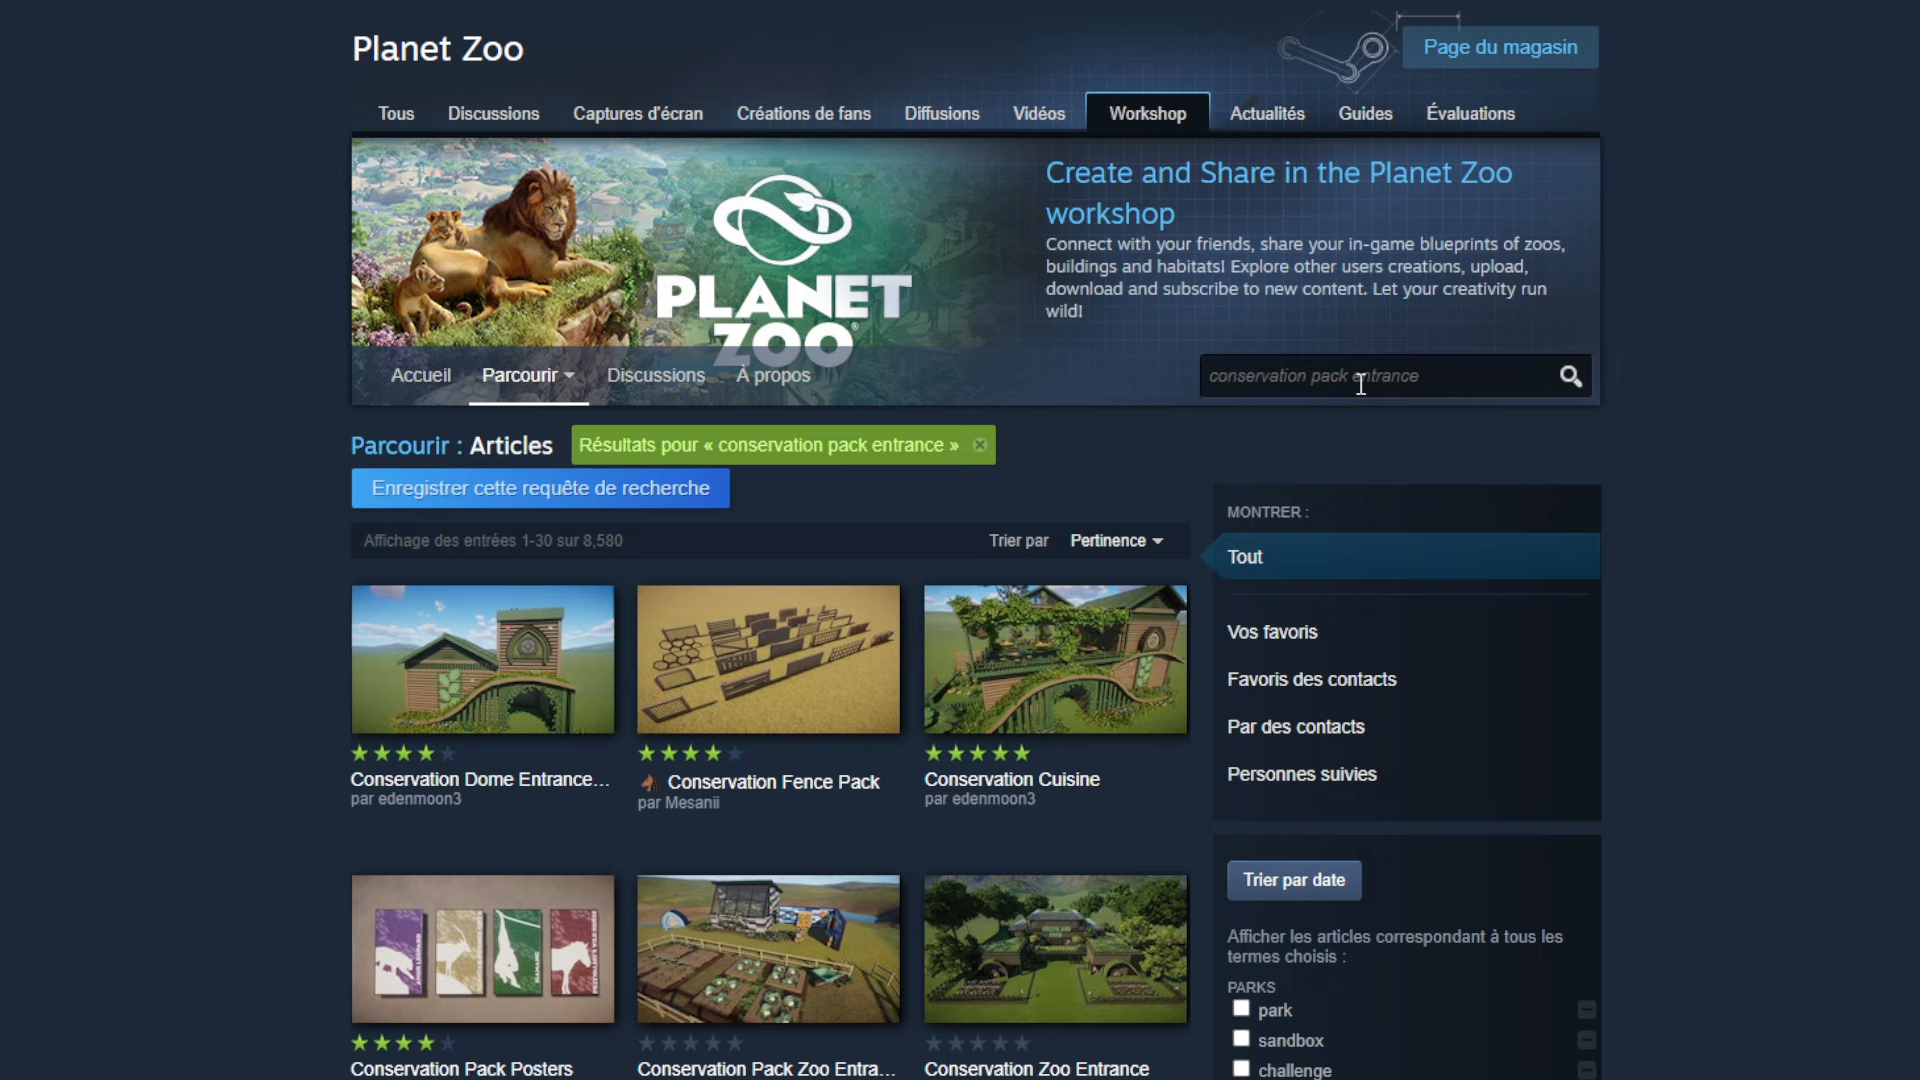 Planet Zoo
Page du magasin
Tous Discussions Captures d'écran Créations de fans Diffusions Vidéos Workshop Actualités Guides Évaluations
PLANET
ZOO®
Create and Share in the Planet Zoo
workshop
Connect with your friends, share your in-game blueprints of zoos,
buildings and habitats! Explore other users creations, upload,
download and subscribe to new content. Let your creativity run
wild!
Accueil Parcourir Discussions À propos
conservation pack entrance
Parcourir : Articles
Résultats pour « conservation pack entrance »
Enregistrer cette requête de recherche
Affichage des entrées 1-30 sur 8,580
Trier par Pertinence
Conservation Dome Entrance...
par edenmoon3
Conservation Fence Pack
par Mesanii
Conservation Cuisine
par edenmoon3
Conservation Pack Posters
Conservation Pack Zoo Entra...
Conservation Zoo Entrance
MONTRER :
Tout
Vos favoris
Favoris des contacts
Par des contacts
Personnes suivies
Trier par date
Afficher les articles correspondant à tous les
termes choisis :
PARKS
park
sandbox
challenge